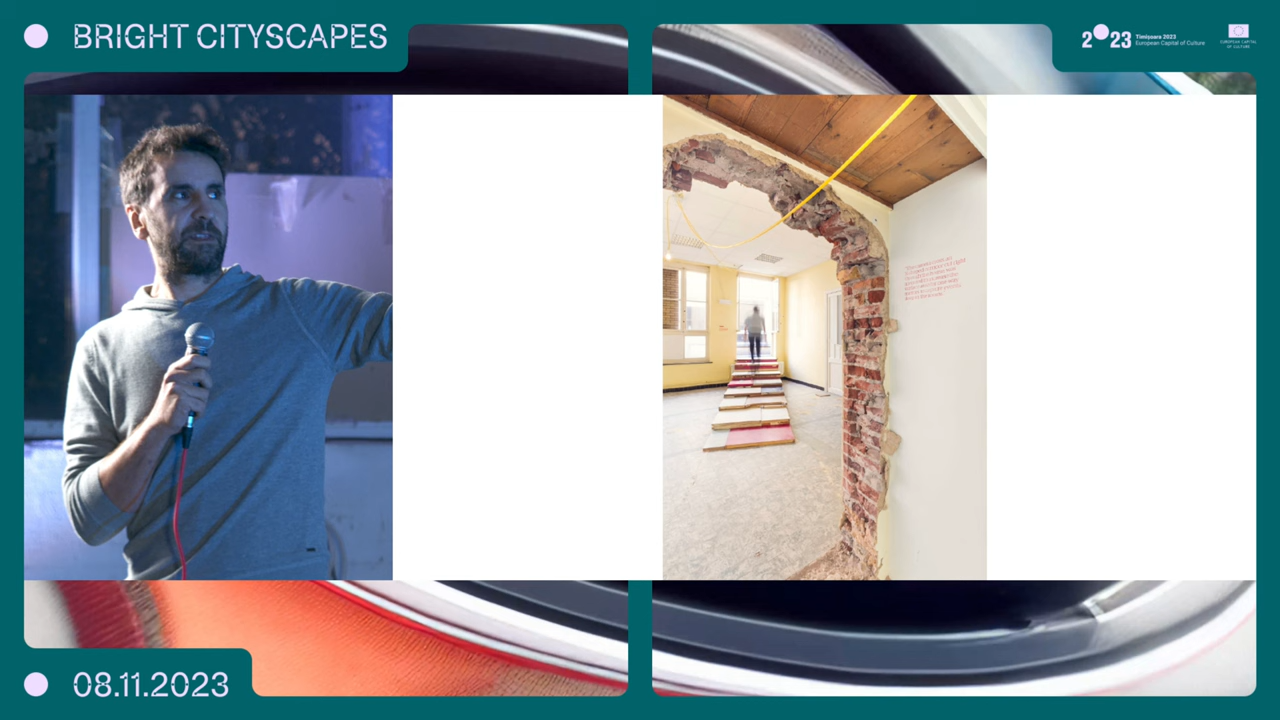 BRIGHT CITYSCAPES
2023
Timișoara 2023
European Capital of Culture
EUROPEAN CAPITAL
OF CULTURE
08.11.2023